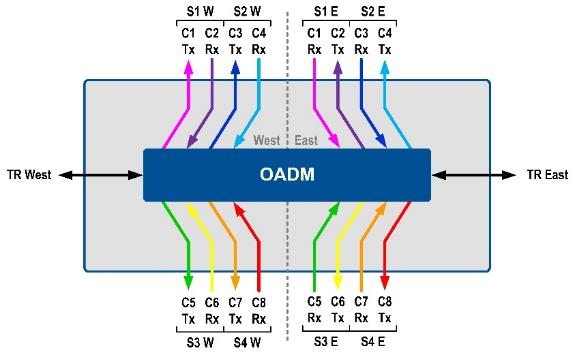 S1 W S2 W S1 E S2 E
C1 C2 C3 C4 C1 C2 C3 C4
Tx Rx Tx Rx Rx Tx Rx Tx
West East
TR West OADM TR East
C5 C6 C7 C8 C5 C6 C7 C8
Tx Rx Tx Rx Rx Tx Rx Tx
S3 W S4 W S3 E S4 E